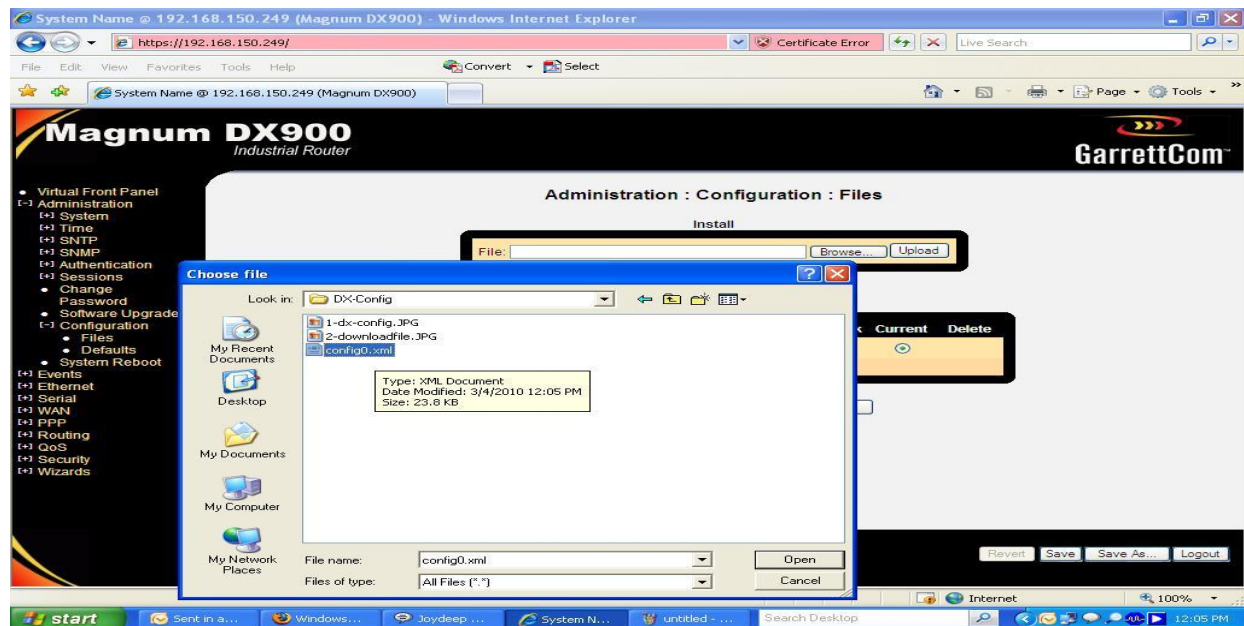 System Name @ 192.168.150.249 (Magnum DX900) - Windows Internet Explorer
https://192.168.150.249/
Certificate Error
Live Search
File Edit View Favorites Tools Help
Convert
Select
System Name @ 192.168.150.249 (Magnum DX900)
Page
Tools
Magnum DX900
Industrial Router
GarrettCom
Virtual Front Panel
[-] Administration
[+] System
[+] Time
[+] SNTP
[+] SNMP
[+] Authentication
[+] Sessions
Change
Password
Software Upgrade
[-] Configuration
Files
Defaults
System Reboot
[+] Events
[+] Ethernet
[+] Serial
[+] WAN
[+] PPP
[+] Routing
[+] QoS
[+] Security
[+] Wizards
Administration : Configuration : Files
Install
File:
Browse...
Upload
Current Delete
Choose file
Look in:
DX-Config
1-dx-config.JPG
2-downloadfile.JPG
config0.xml
Type: XML Document
Date Modified: 3/4/2010 12:05 PM
Size: 23.8 KB
My Recent
Documents
Desktop
My Documents
My Computer
My Network
Places
File name:
config0.xml
Open
Files of type:
All Files (*.*)
Cancel
Revert
Save
Save As...
Logout
Internet
100%
start
Sent in a...
Windows...
Joydeep ...
System N...
untitled - ...
Search Desktop
12:05 PM